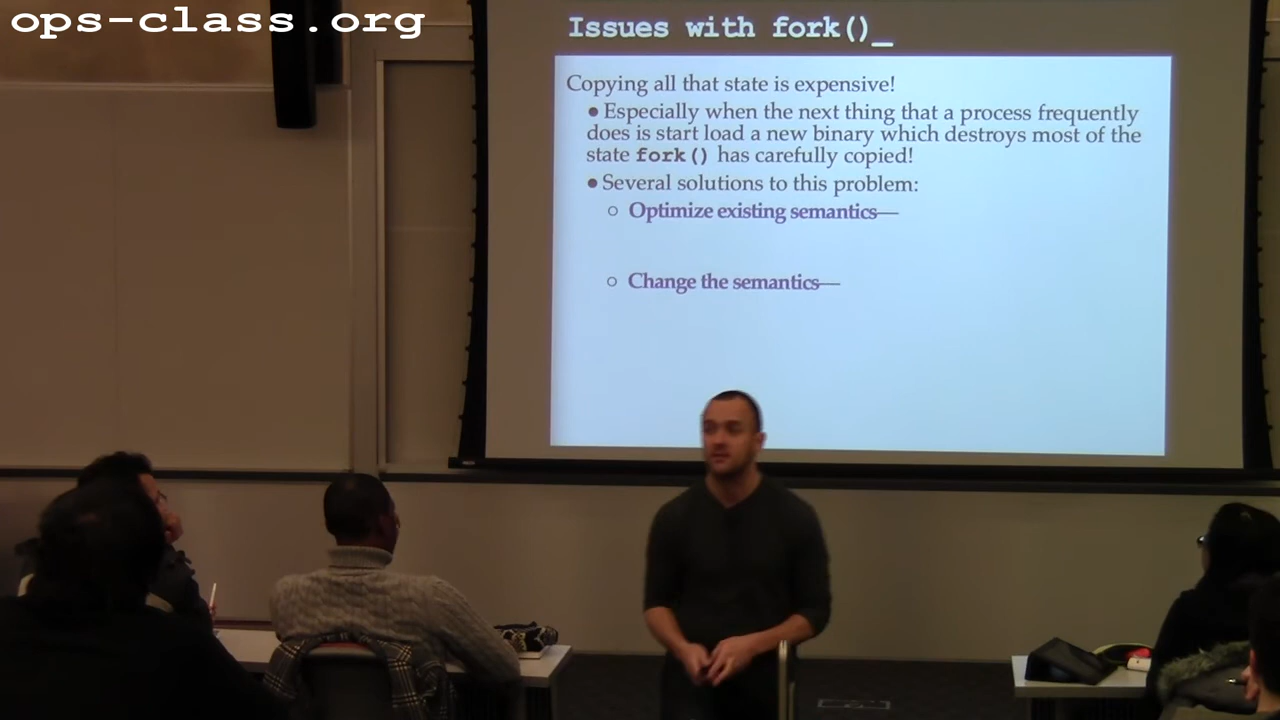 ops-class.org
Issues with fork()_
Copying all that state is expensive!
● Especially when the next thing that a process frequently
does is start load a new binary which destroys most of the
state fork() has carefully copied!
● Several solutions to this problem:
○ Optimize existing semantics—
○ Change the semantics—